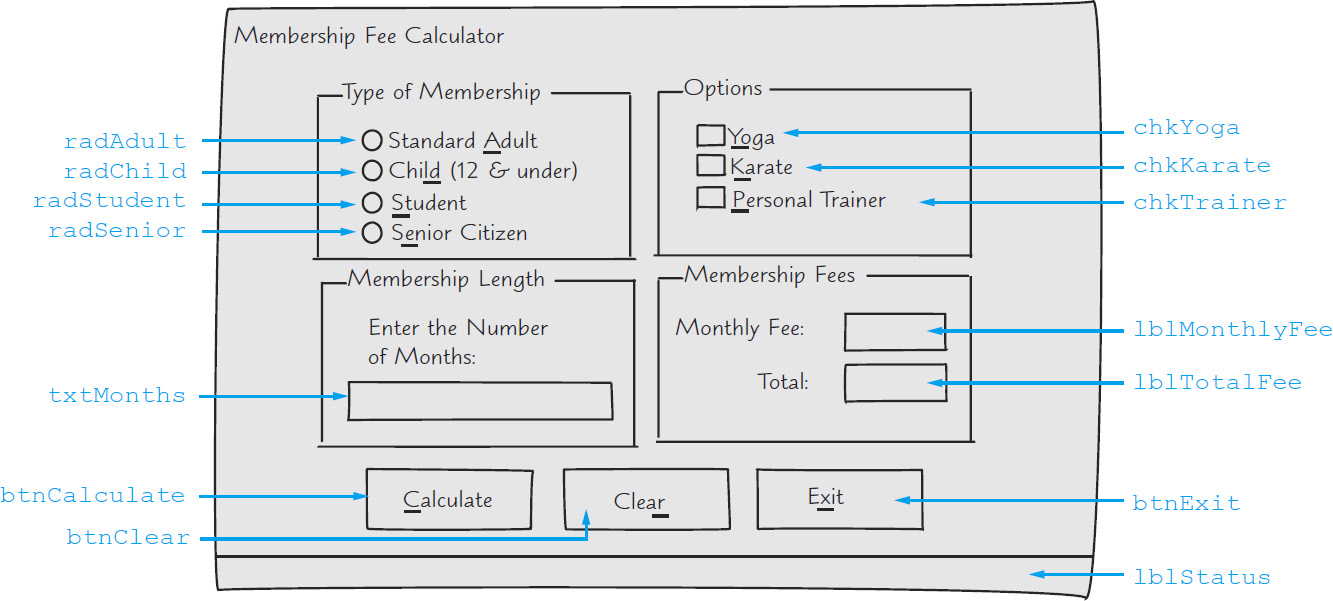 Membership Fee Calculator
Type of Membership
radAdult
Standard Adult
radChild
Child (12 & under)
radStudent
Student
radSenior
Senior Citizen
Options
Yoga
chkYoga
Karate
chkKarate
Personal Trainer
chkTrainer
Membership Length
Enter the Number
of Months:
txtMonths
Membership Fees
Monthly Fee:
lblMonthlyFee
Total:
lblTotalFee
btnCalculate
Calculate
Clear
btnClear
Exit
btnExit
lblStatus